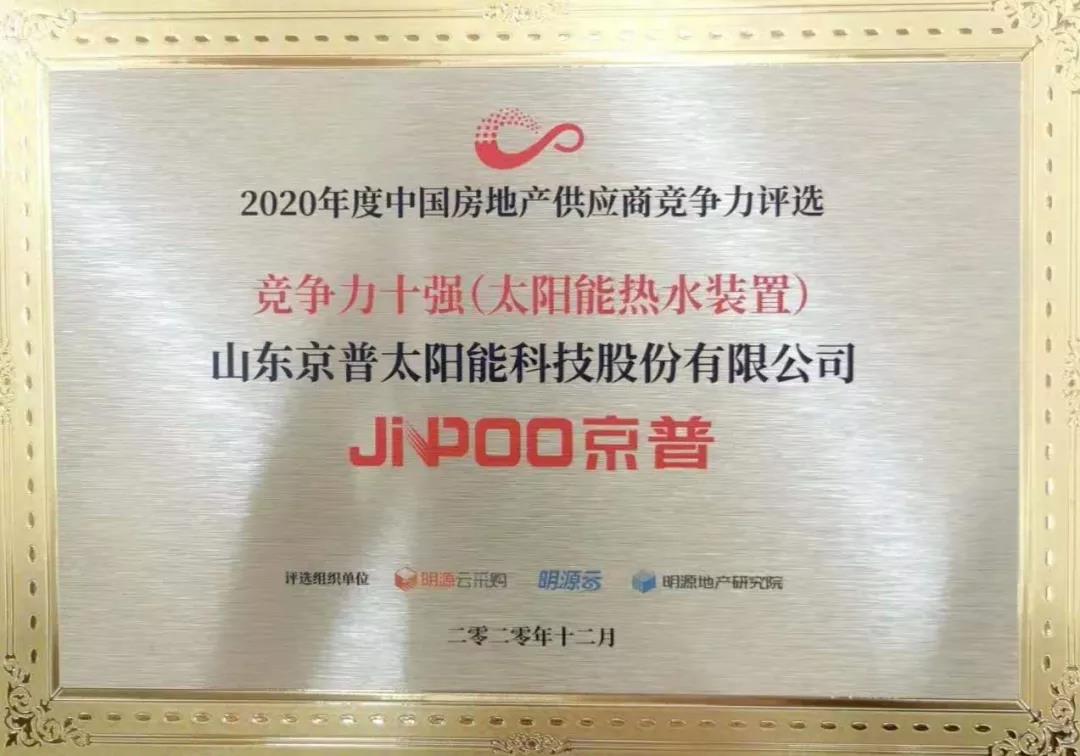 2020年度中国房地产供应商竞争力评选
竞争力十强(太阳能热水装置)
山东京普太阳能科技股份有限公司
JiNPOO京普
评选组织单位 明源云采购 明源云 明源地产研究院
二零二零年十二月